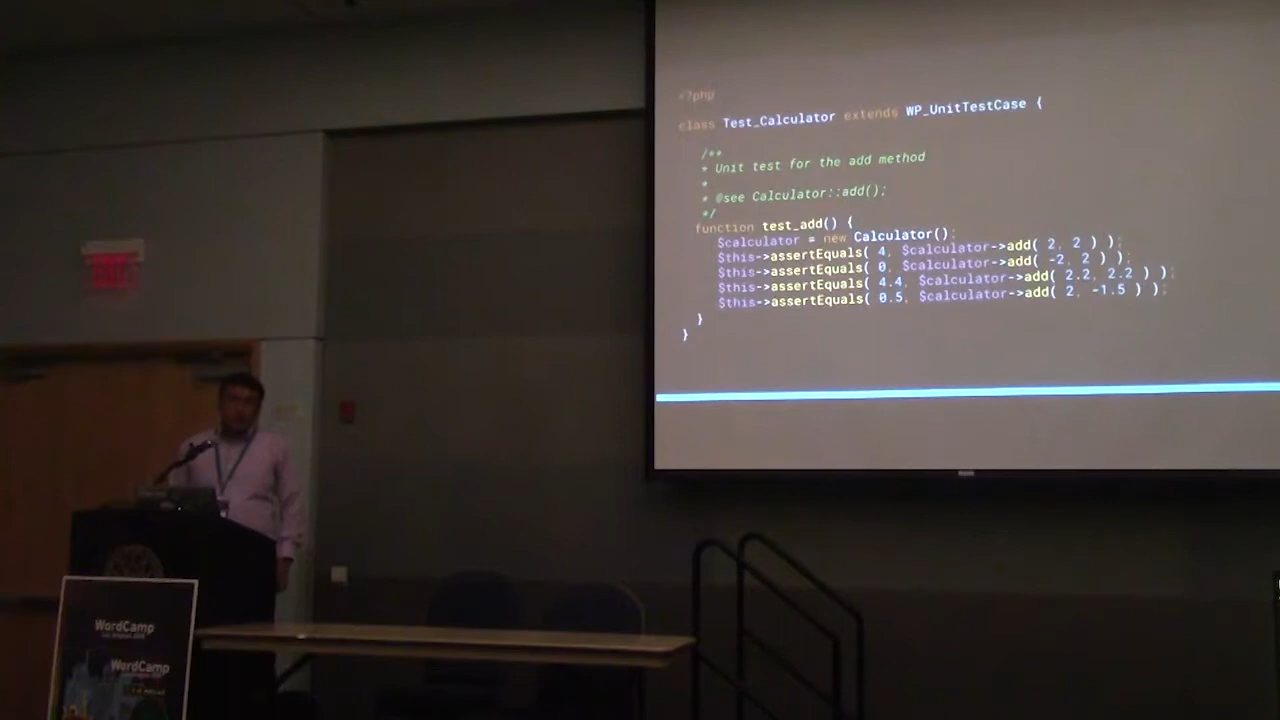 <?php
class Test_Calculator extends WP_UnitTestCase {
/**
* Unit test for the add method
*
* @see Calculator::add();
*/
function test_add() {
$calculator = new Calculator();
$this->assertEquals( 4, $calculator->add( 2, 2 ) );
$this->assertEquals( 0, $calculator->add( -2, 2 ) );
$this->assertEquals( 4.4, $calculator->add( 2.2, 2.2 ) );
$this->assertEquals( 0.5, $calculator->add( 2, -1.5 ) );
}
}
EXIT
WordCamp
WordCamp